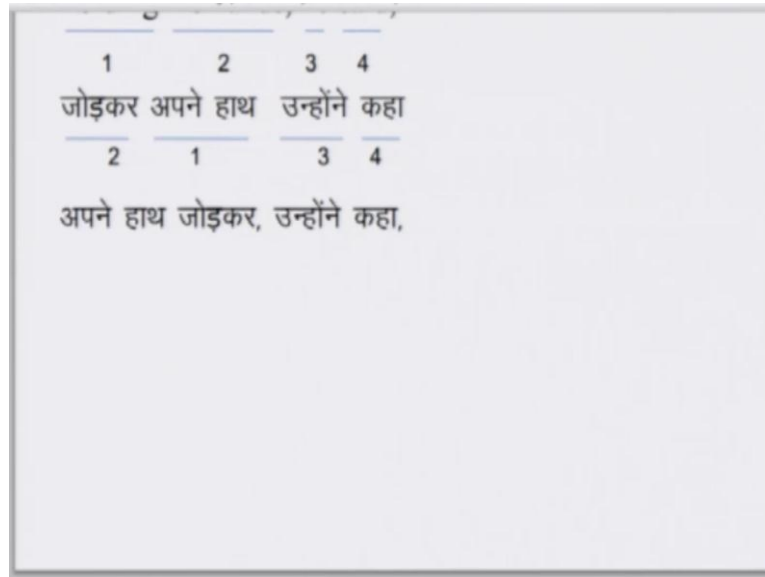 1 2 3 4
जोड़कर अपने हाथ उन्होंने कहा
2 1 3 4
अपने हाथ जोड़कर, उन्होंने कहा,